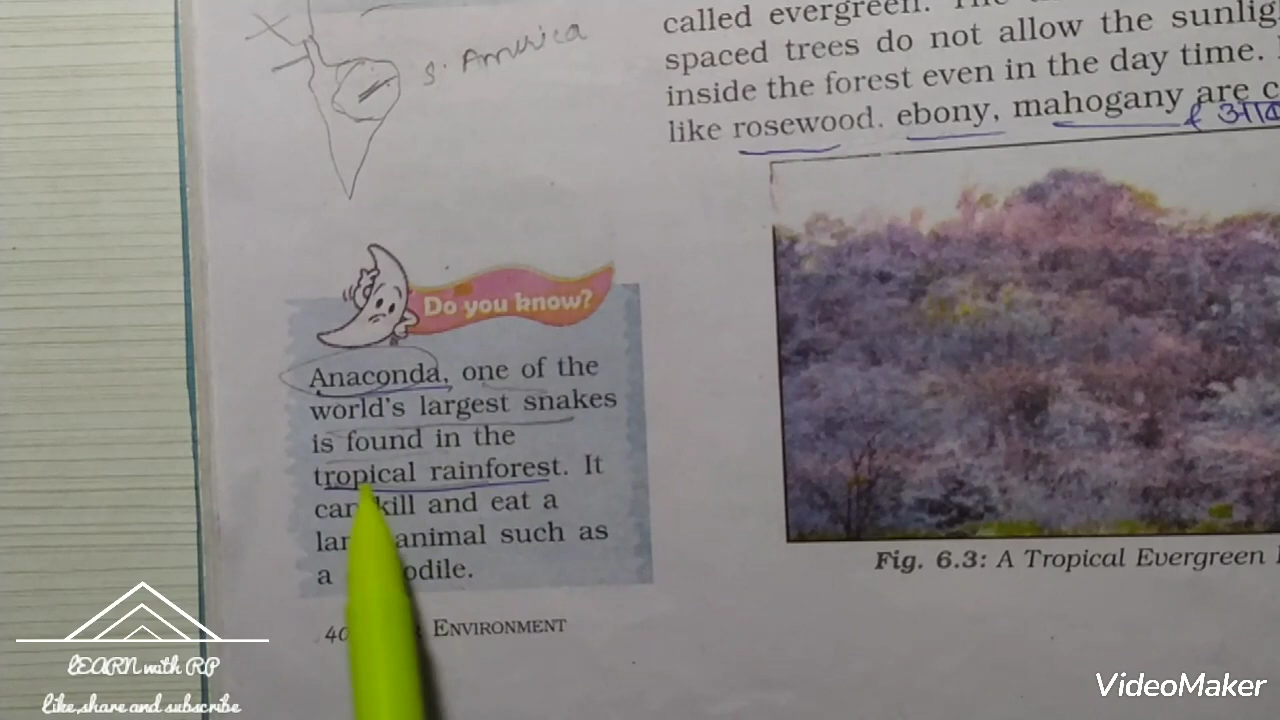 S. America
called evergreen. The
spaced trees do not allow the sunlig
inside the forest even in the day time.
like rosewood. ebony, mahogany are c
Do you know?
Anaconda, one of the
world's largest snakes
is found in the
tropical rainforest. It
can kill and eat a
animal such as
a
Fig. 6.3: A Tropical Evergreen
40 ENVIRONMENT
LEARN with RP
like,share and subscribe
VideoMaker